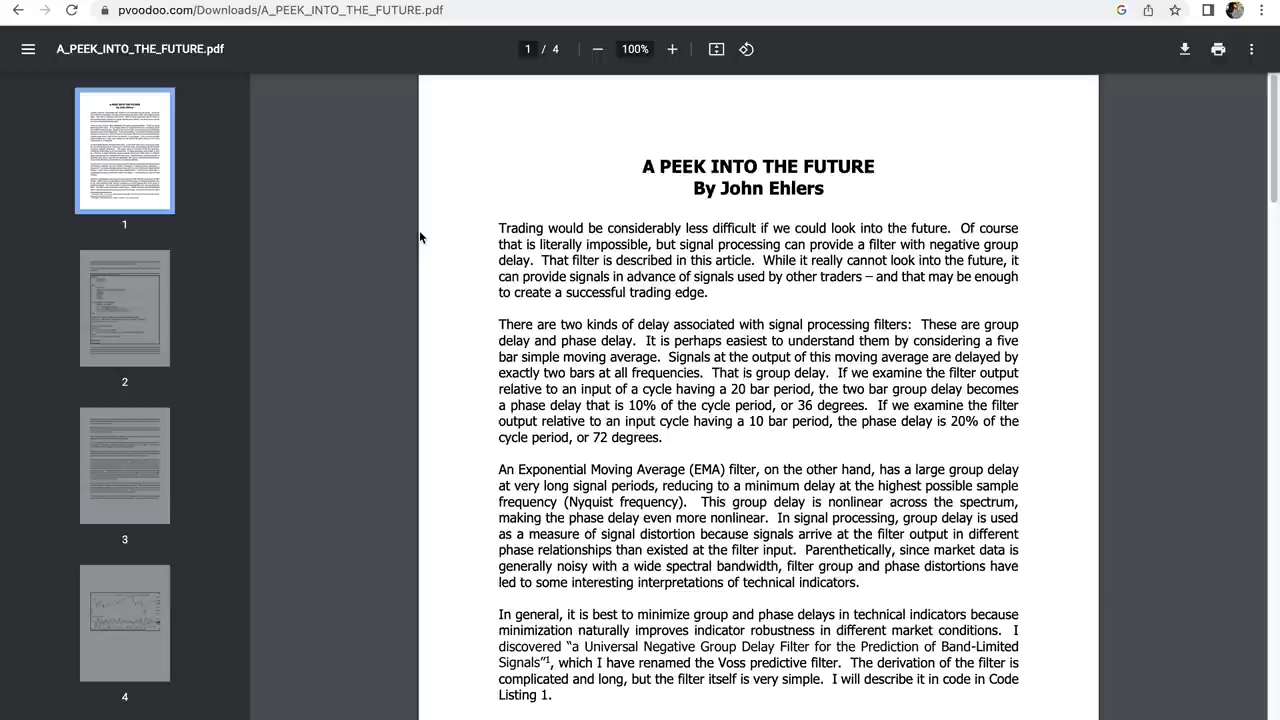 pvoodoo.com/Downloads/A_PEEK_INTO_THE_FUTURE.pdf
A_PEEK_INTO_THE_FUTURE.pdf
1 / 4
100%
1
2
3
4
A PEEK INTO THE FUTURE
By John Ehlers
Trading would be considerably less difficult if we could look into the future. Of course
that is literally impossible, but signal processing can provide a filter with negative group
delay. That filter is described in this article. While it really cannot look into the future, it
can provide signals in advance of signals used by other traders – and that may be enough
to create a successful trading edge.
There are two kinds of delay associated with signal processing filters: These are group
delay and phase delay. It is perhaps easiest to understand them by considering a five
bar simple moving average. Signals at the output of this moving average are delayed by
exactly two bars at all frequencies. That is group delay. If we examine the filter output
relative to an input of a cycle having a 20 bar period, the two bar group delay becomes
a phase delay that is 10% of the cycle period, or 36 degrees. If we examine the filter
output relative to an input cycle having a 10 bar period, the phase delay is 20% of the
cycle period, or 72 degrees.
An Exponential Moving Average (EMA) filter, on the other hand, has a large group delay
at very long signal periods, reducing to a minimum delay at the highest possible sample
frequency (Nyquist frequency). This group delay is nonlinear across the spectrum,
making the phase delay even more nonlinear. In signal processing, group delay is used
as a measure of signal distortion because signals arrive at the filter output in different
phase relationships than existed at the filter input. Parenthetically, since market data is
generally noisy with a wide spectral bandwidth, filter group and phase distortions have
led to some interesting interpretations of technical indicators.
In general, it is best to minimize group and phase delays in technical indicators because
minimization naturally improves indicator robustness in different market conditions. I
discovered “a Universal Negative Group Delay Filter for the Prediction of Band-Limited
Signals”¹, which I have renamed the Voss predictive filter. The derivation of the filter is
complicated and long, but the filter itself is very simple. I will describe it in code in Code
Listing 1.